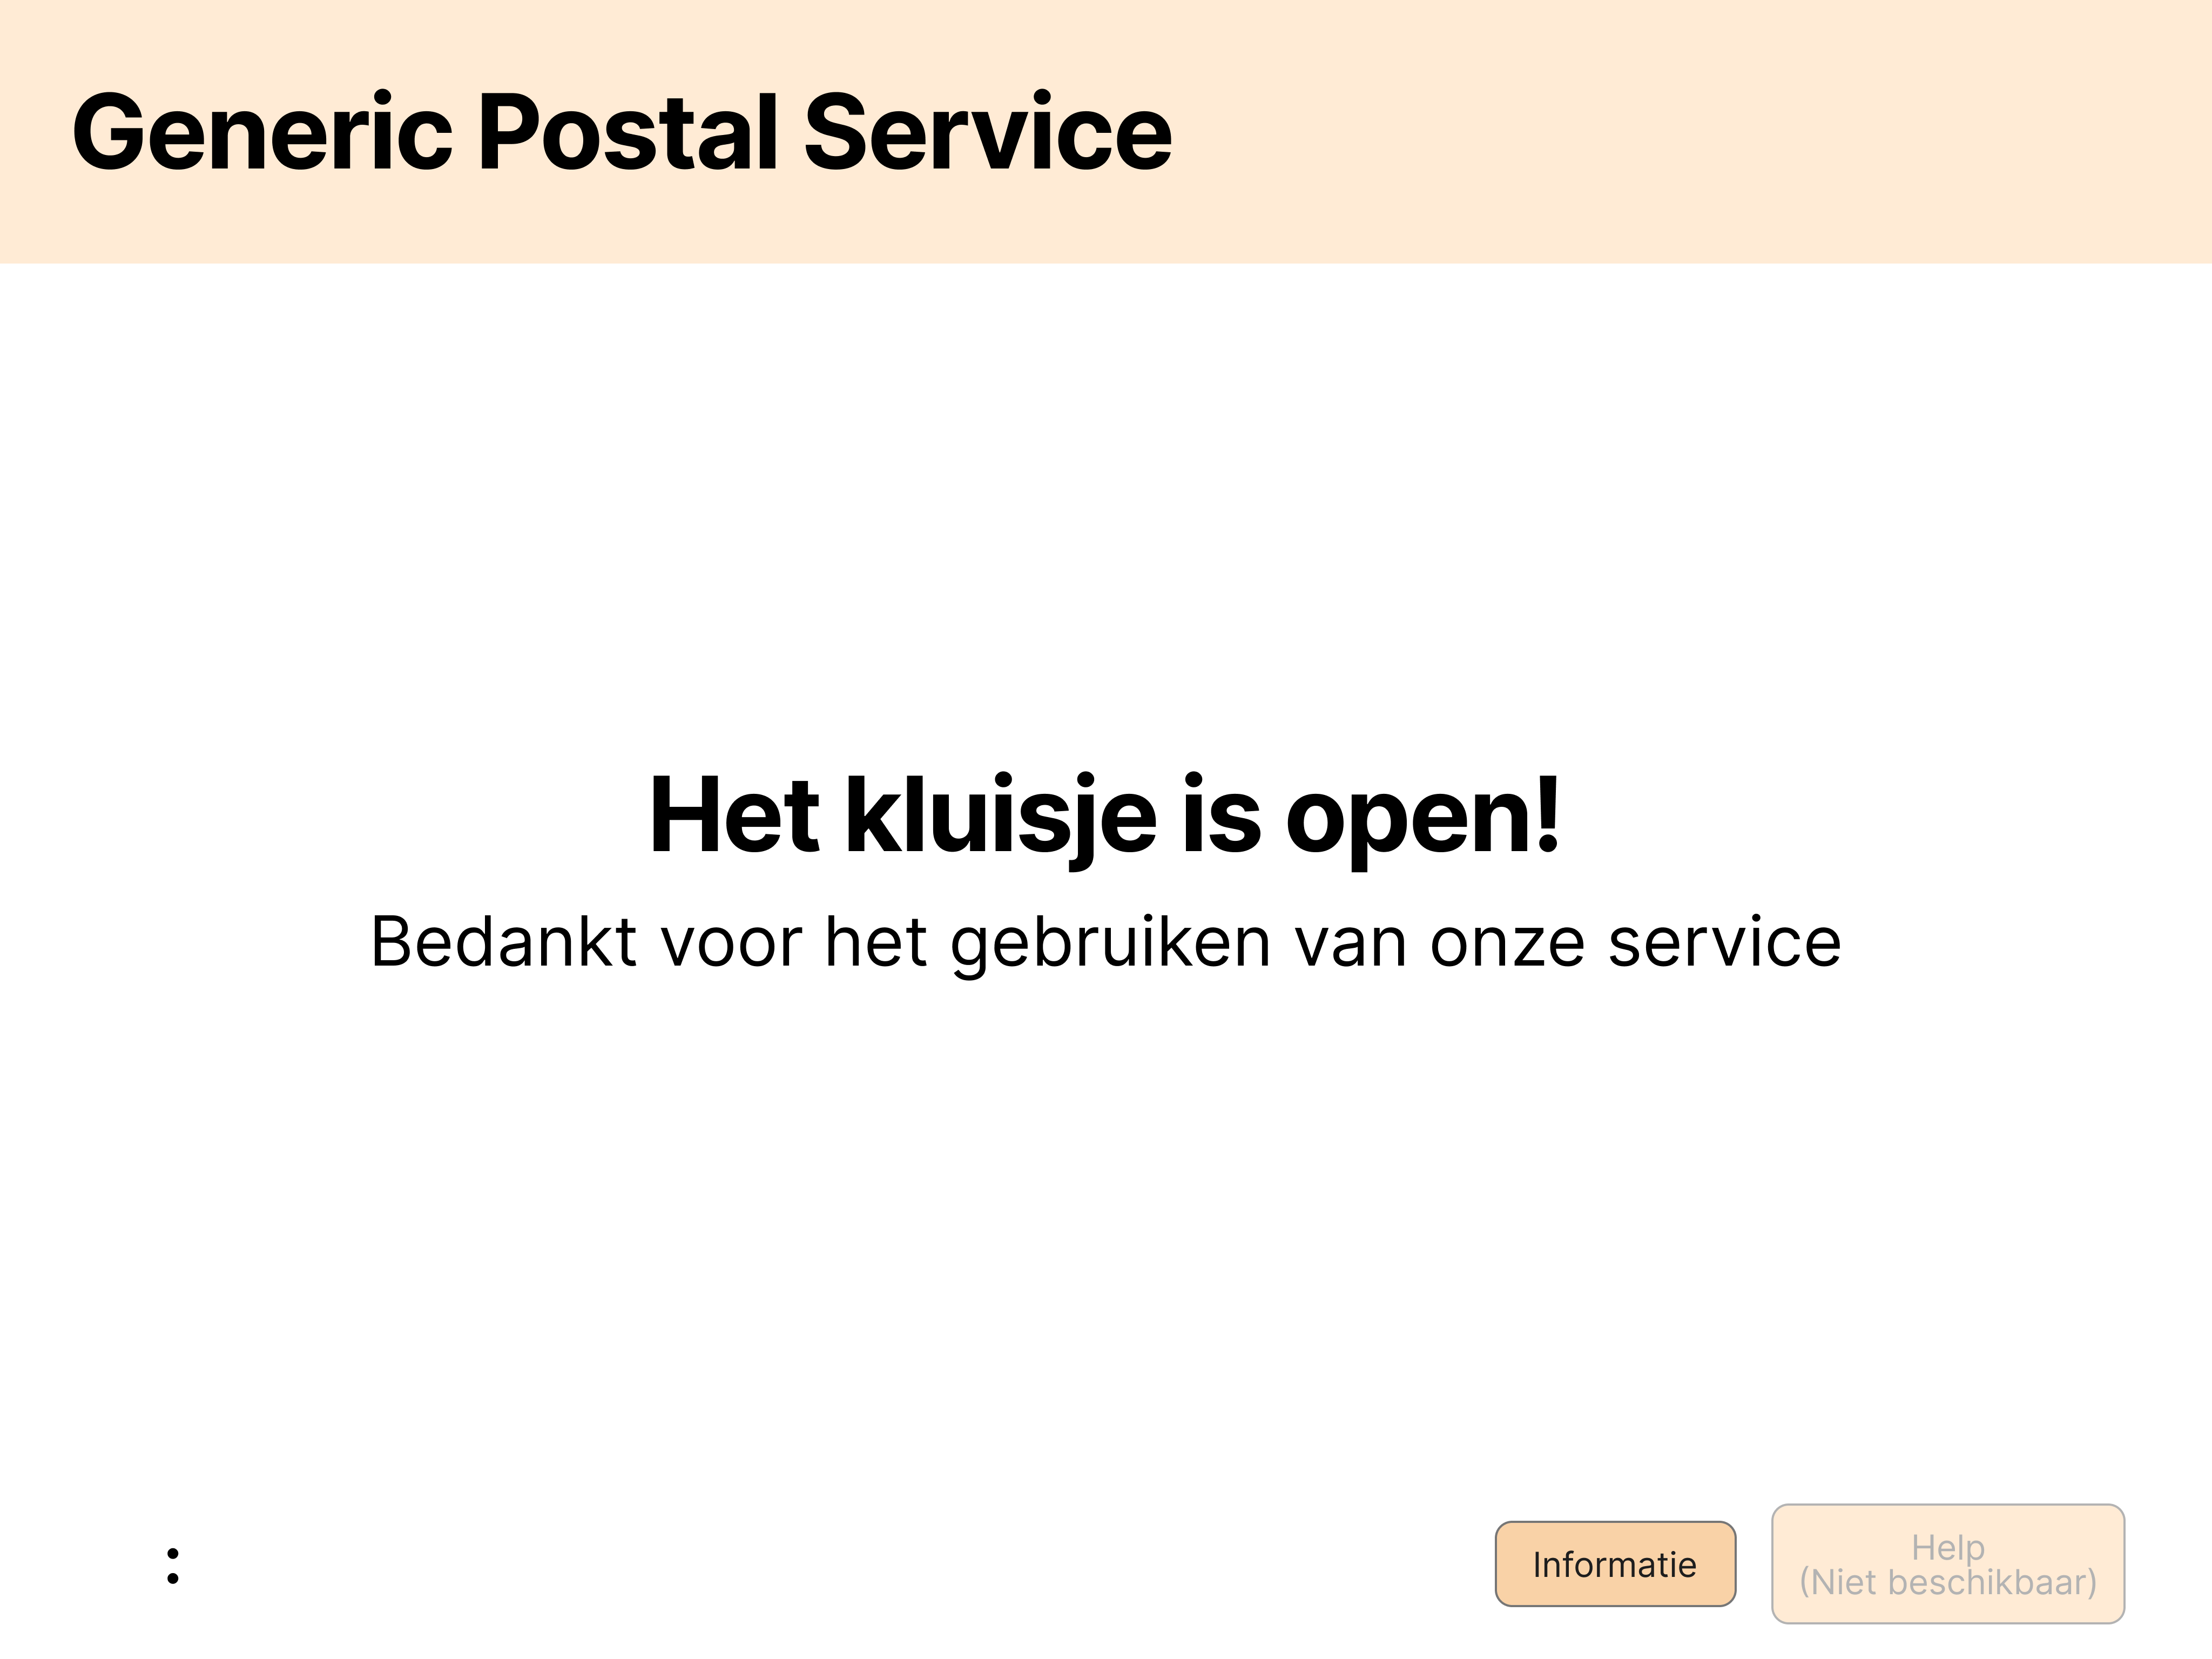 Generic Postal Service
Het kluisje is open!
Bedankt voor het gebruiken van onze service
:
Informatie
Help
(Niet beschikbaar)